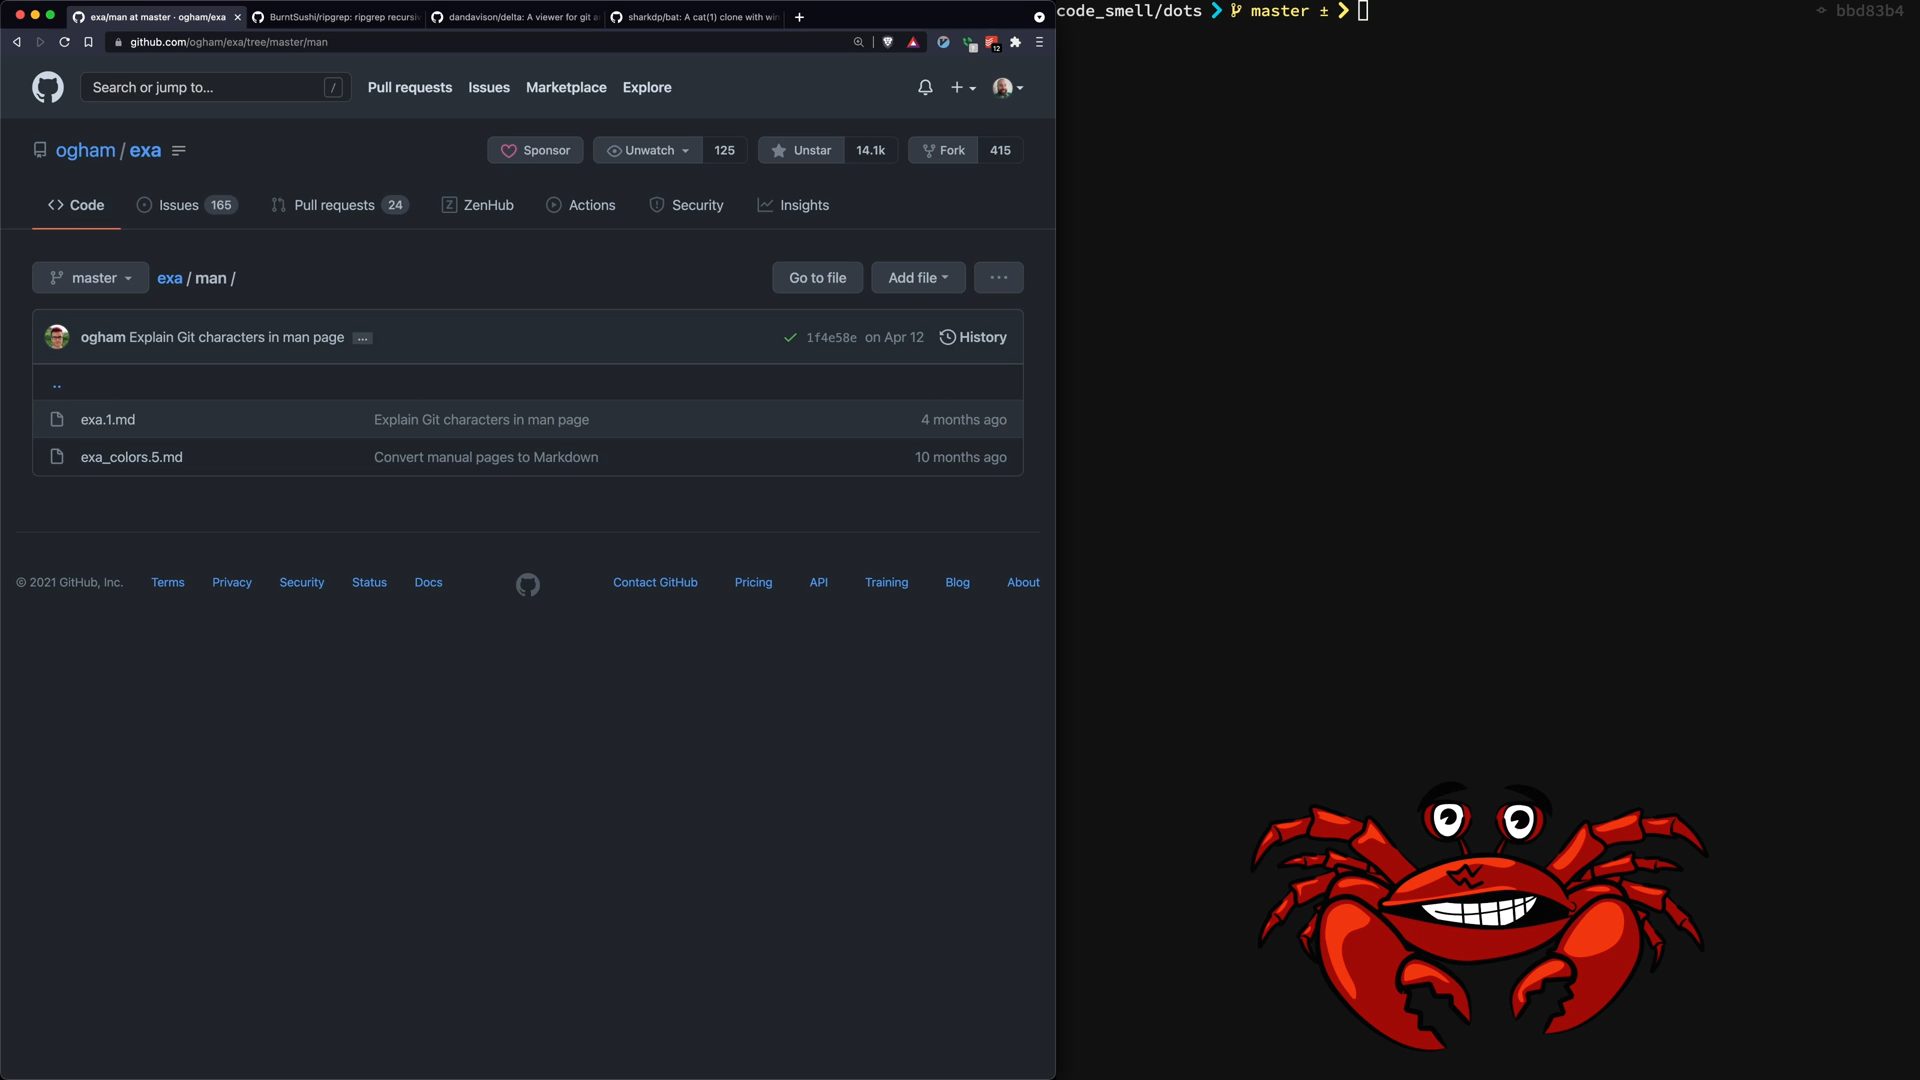 exa/man at master · ogham/exa
BurntSushi/ripgrep: ripgrep recursiv
dandavison/delta: A viewer for git a
sharkdp/bat: A cat(1) clone with win
github.com/ogham/exa/tree/master/man
12
Search or jump to... /
Pull requests
Issues
Marketplace
Explore
ogham / exa
Sponsor
Unwatch 125
Unstar 14.1k
Fork 415
<> Code
Issues 165
Pull requests 24
Z ZenHub
Actions
Security
Insights
master
exa / man /
Go to file
Add file
...
ogham Explain Git characters in man page ...
1f4e58e on Apr 12
History
..
exa.1.md Explain Git characters in man page 4 months ago
exa_colors.5.md Convert manual pages to Markdown 10 months ago
© 2021 GitHub, Inc. Terms Privacy Security Status Docs Contact GitHub Pricing API Training Blog About
code_smell/dots master ± bbd83b4